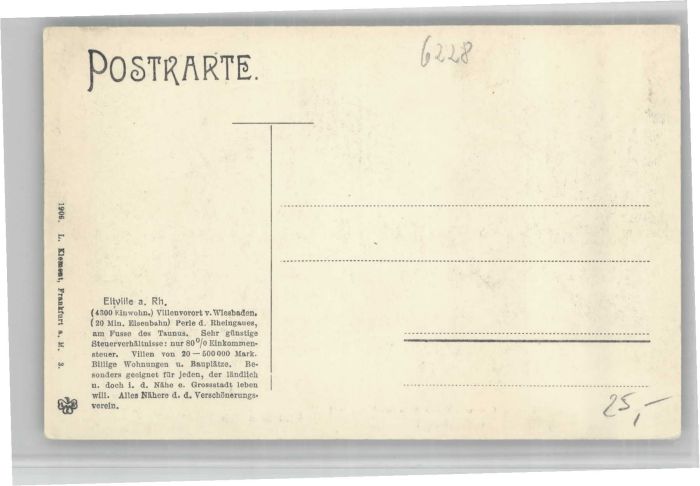 POSTKARTE.
6228
1906. L. Klement, Frankfurt a. M. 3.
Eltville a. Rh.
(4300 Einwohn.) Villenvorort v. Wiesbaden.
(20 Min. Eisenbahn) Perle d. Rheingaues,
am Fusse des Taunus. Sehr günstige
Steuerverhältnisse: nur 80% Einkommen-
steuer. Villen von 20 — 500 000 Mark.
Billige Wohnungen u. Bauplätze. Be-
sonders geeignet für jeden, der ländlich
u. doch i. d. Nähe e. Grossstadt leben
will. Alles Nähere d. d. Verschönerungs-
verein.
25,-